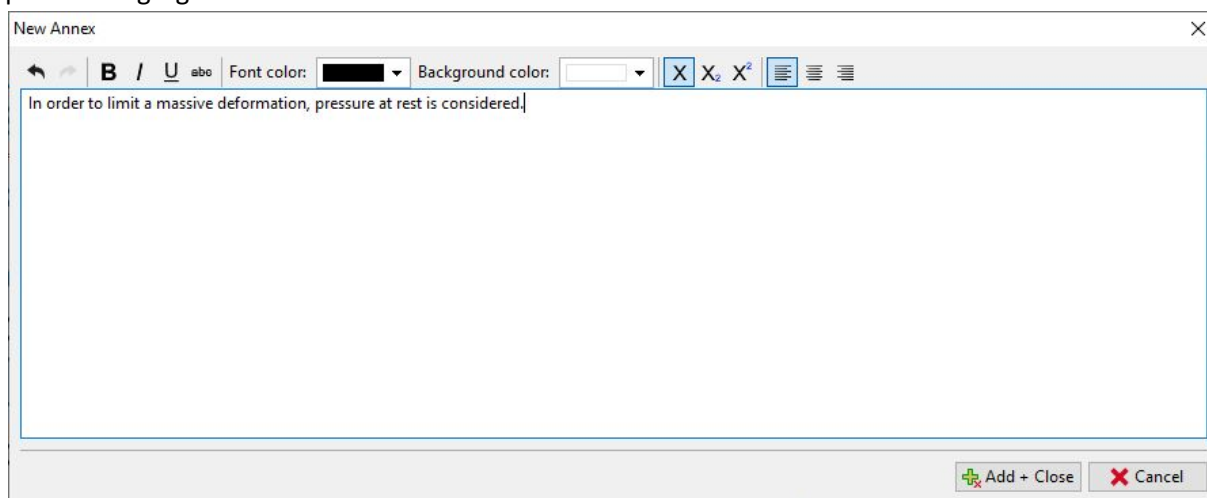 New Annex
B I U abc Font color: Background color: X X₂ X²
In order to limit a massive deformation, pressure at rest is considered.
Add + Close Cancel